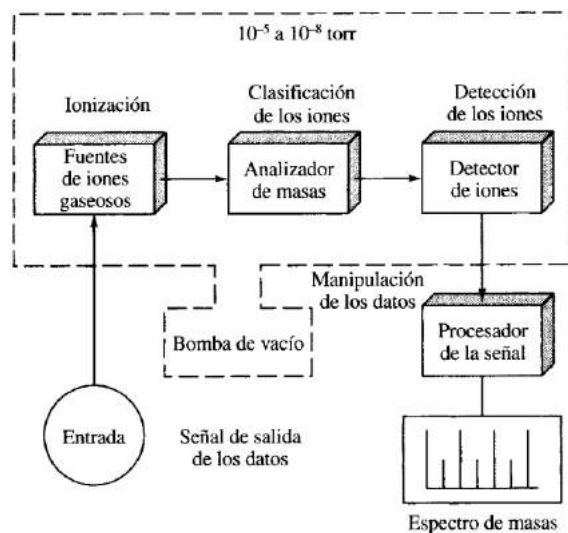 10⁻⁵ a 10⁻⁸ torr
Ionización
Clasificación
de los iones
Detección
de los iones
Fuentes
de iones
gaseosos
Analizador
de masas
Detector
de iones
Manipulación
de los datos
Bomba de vacío
Procesador
de la señal
Entrada
Señal de salida
de los datos
Espectro de masas